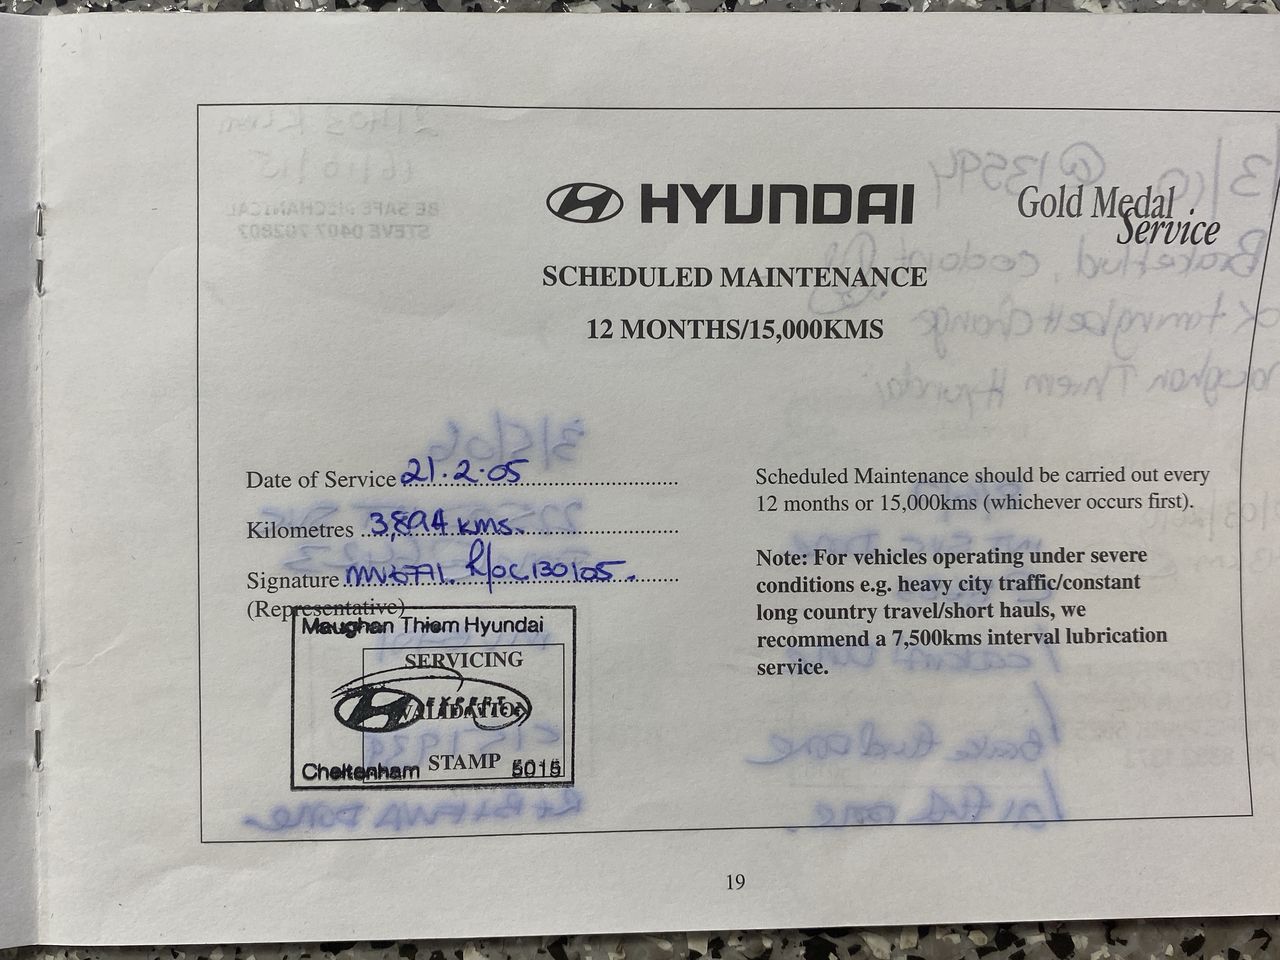 HYUNDAI
Gold Medal
Service
SCHEDULED MAINTENANCE
12 MONTHS/15,000KMS
Date of Service 21.2.05
Kilometres 3,894 kms.
Signature
(Representative)
Maughan Thiem Hyundai
SERVICING
VALIDATION
STAMP
Cheltenham 5015
Scheduled Maintenance should be carried out every
12 months or 15,000kms (whichever occurs first).
Note: For vehicles operating under severe
conditions e.g. heavy city traffic/constant
long country travel/short hauls, we
recommend a 7,500kms interval lubrication
service.
19